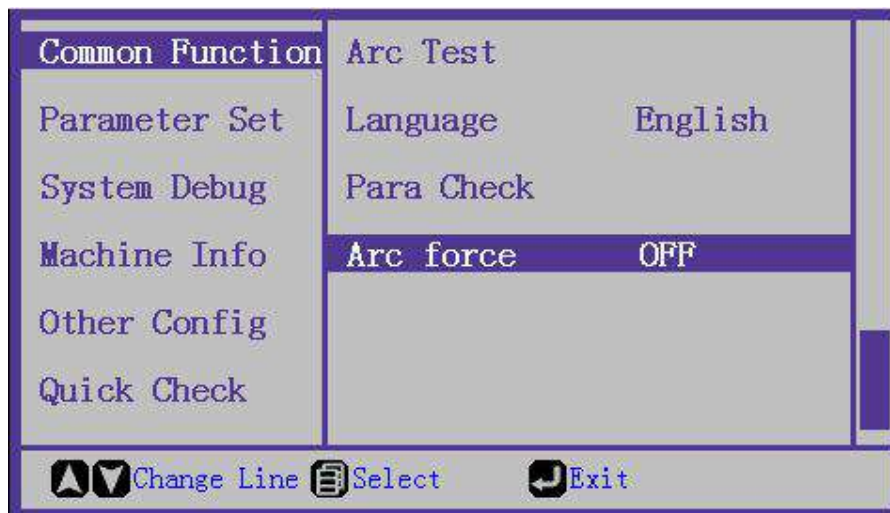 Common Function Arc Test
Parameter Set Language English
System Debug Para Check
Machine Info Arc force OFF
Other Config
Quick Check
Change Line Select Exit